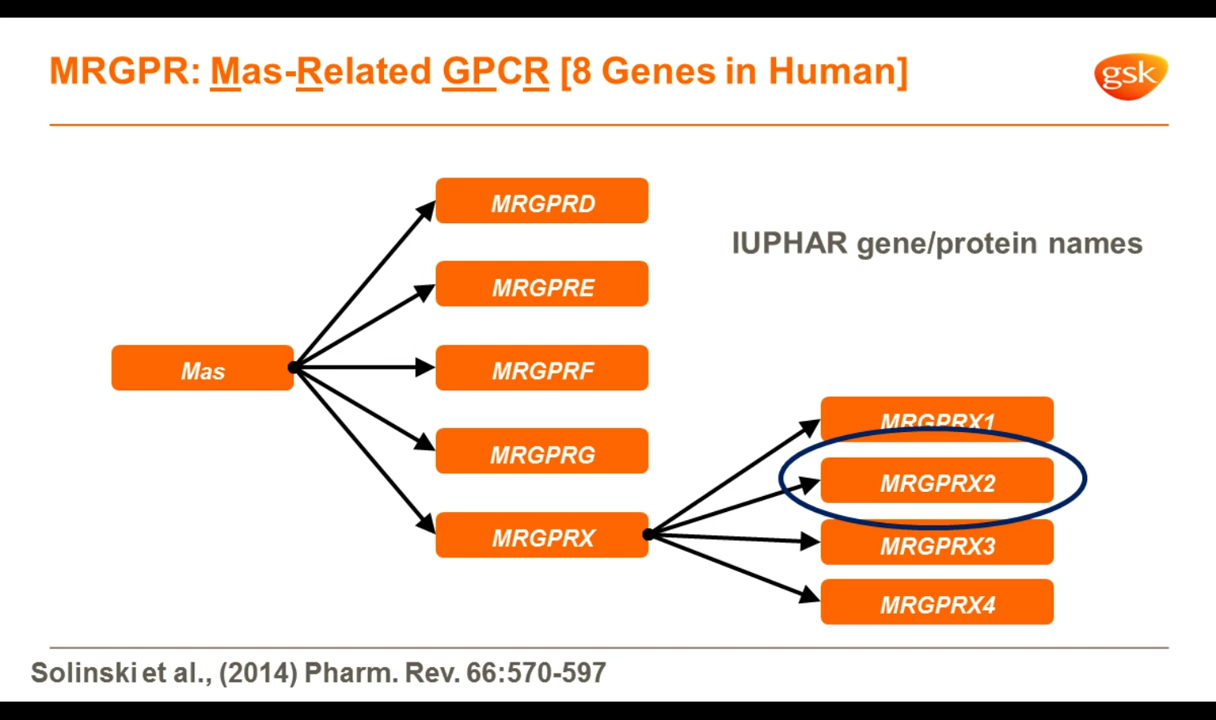 MRGPR: Mas-Related GPCR [8 Genes in Human]
gsk
MRGPRD
IUPHAR gene/protein names
MRGPRE
Mas
MRGPRF
MRGPRG
MRGPRX
MRGPRX1
MRGPRX2
MRGPRX3
MRGPRX4
Solinski et al., (2014) Pharm. Rev. 66:570-597